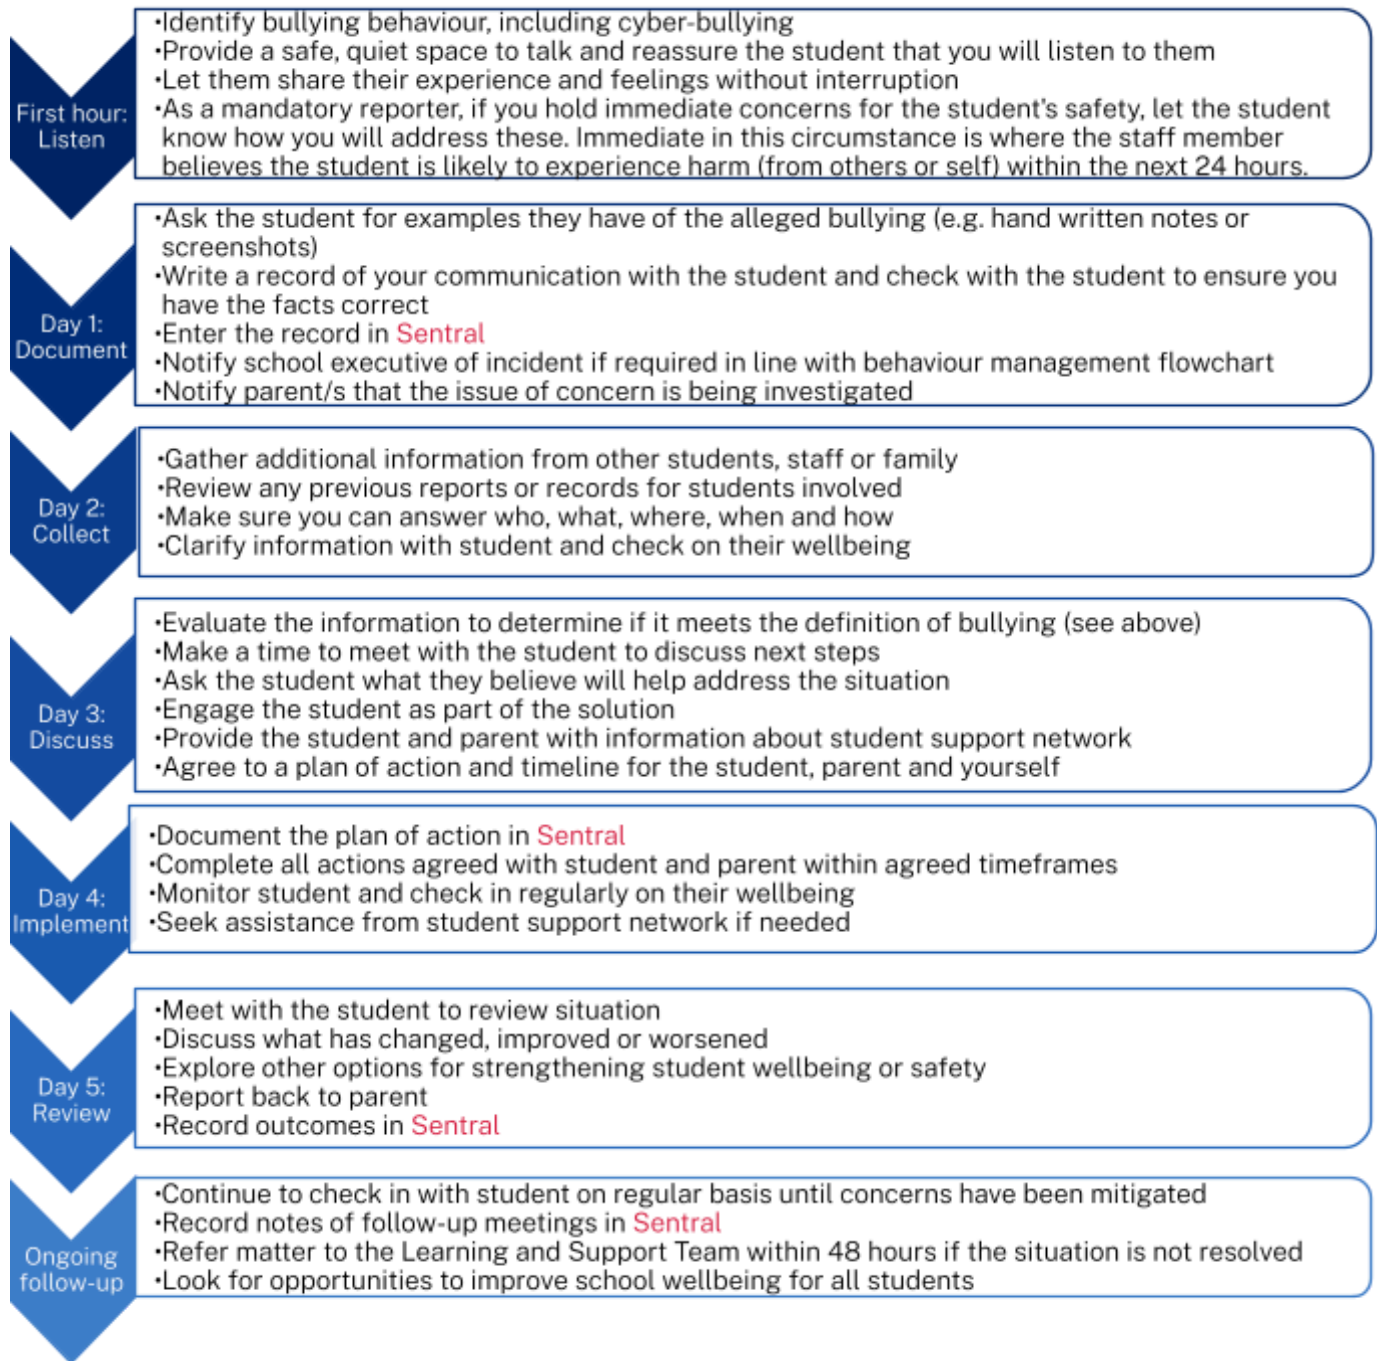 First hour:
Listen
•Identify bullying behaviour, including cyber-bullying
•Provide a safe, quiet space to talk and reassure the student that you will listen to them
•Let them share their experience and feelings without interruption
•As a mandatory reporter, if you hold immediate concerns for the student's safety, let the student
know how you will address these. Immediate in this circumstance is where the staff member
believes the student is likely to experience harm (from others or self) within the next 24 hours.
Day 1:
Document
•Ask the student for examples they have of the alleged bullying (e.g. hand written notes or
screenshots)
•Write a record of your communication with the student and check with the student to ensure you
have the facts correct
•Enter the record in Sentral
•Notify school executive of incident if required in line with behaviour management flowchart
•Notify parent/s that the issue of concern is being investigated
Day 2:
Collect
•Gather additional information from other students, staff or family
•Review any previous reports or records for students involved
•Make sure you can answer who, what, where, when and how
•Clarify information with student and check on their wellbeing
Day 3:
Discuss
•Evaluate the information to determine if it meets the definition of bullying (see above)
•Make a time to meet with the student to discuss next steps
•Ask the student what they believe will help address the situation
•Engage the student as part of the solution
•Provide the student and parent with information about student support network
•Agree to a plan of action and timeline for the student, parent and yourself
Day 4:
Implement
•Document the plan of action in Sentral
•Complete all actions agreed with student and parent within agreed timeframes
•Monitor student and check in regularly on their wellbeing
•Seek assistance from student support network if needed
Day 5:
Review
•Meet with the student to review situation
•Discuss what has changed, improved or worsened
•Explore other options for strengthening student wellbeing or safety
•Report back to parent
•Record outcomes in Sentral
Ongoing
follow-up
•Continue to check in with student on regular basis until concerns have been mitigated
•Record notes of follow-up meetings in Sentral
•Refer matter to the Learning and Support Team within 48 hours if the situation is not resolved
•Look for opportunities to improve school wellbeing for all students